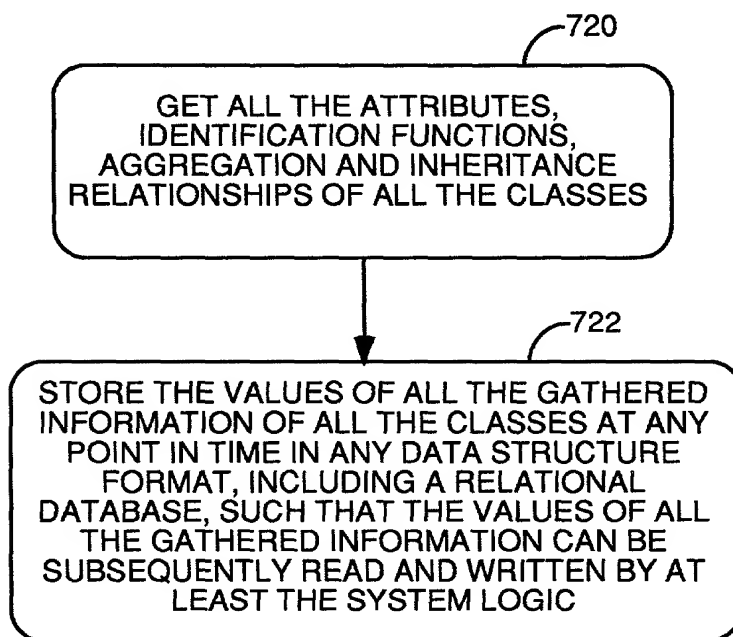 720
GET ALL THE ATTRIBUTES,
IDENTIFICATION FUNCTIONS,
AGGREGATION AND INHERITANCE
RELATIONSHIPS OF ALL THE CLASSES
722
STORE THE VALUES OF ALL THE GATHERED
INFORMATION OF ALL THE CLASSES AT ANY
POINT IN TIME IN ANY DATA STRUCTURE
FORMAT, INCLUDING A RELATIONAL
DATABASE, SUCH THAT THE VALUES OF ALL
THE GATHERED INFORMATION CAN BE
SUBSEQUENTLY READ AND WRITTEN BY AT
LEAST THE SYSTEM LOGIC